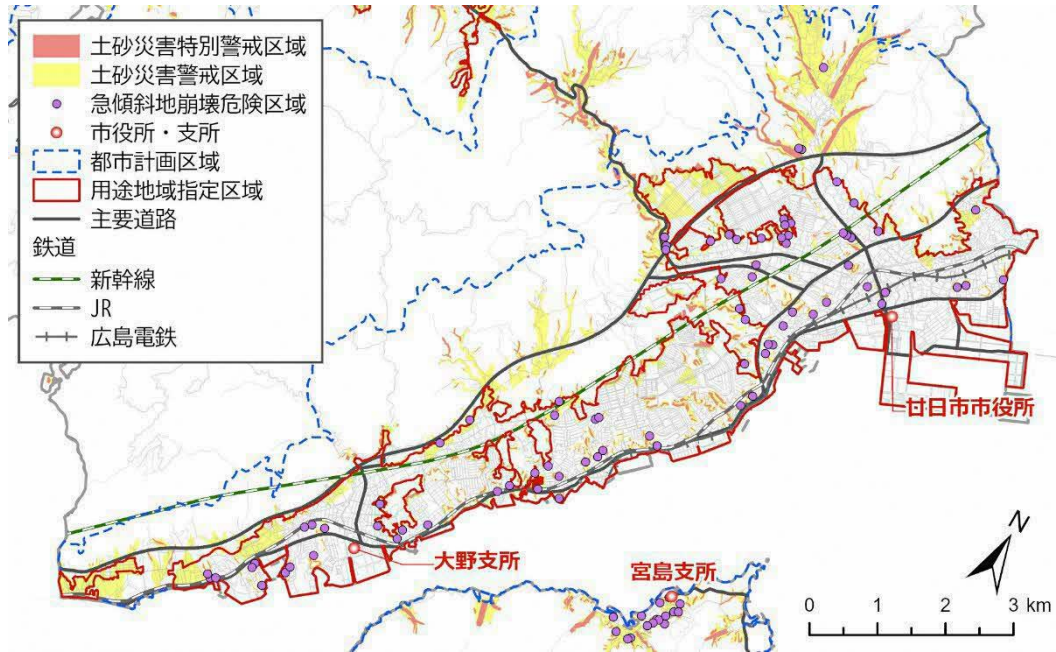 土砂災害特別警戒区域
土砂災害警戒区域
急傾斜地崩壊危険区域
市役所・支所
都市計画区域
用途地域指定区域
主要道路
鉄道
新幹線
JR
広島電鉄
廿日市市役所
大野支所
宮島支所
N
0 1 2 3 km